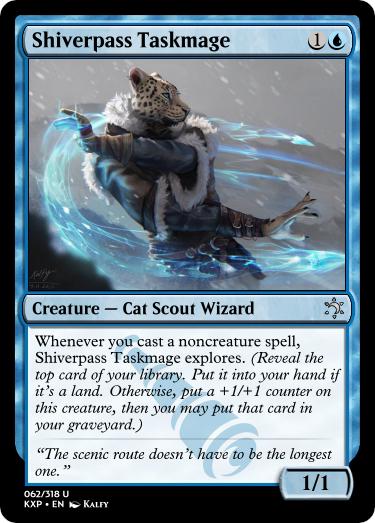 Shiverpass Taskmage 1
Creature — Cat Scout Wizard
Whenever you cast a noncreature spell,
Shiverpass Taskmage explores. (Reveal the
top card of your library. Put it into your hand if
it's a land. Otherwise, put a +1/+1 counter on
this creature, then you may put that card in
your graveyard.)
"The scenic route doesn't have to be the longest
one."
1/1
062/318 U
KXP • EN Kalfy